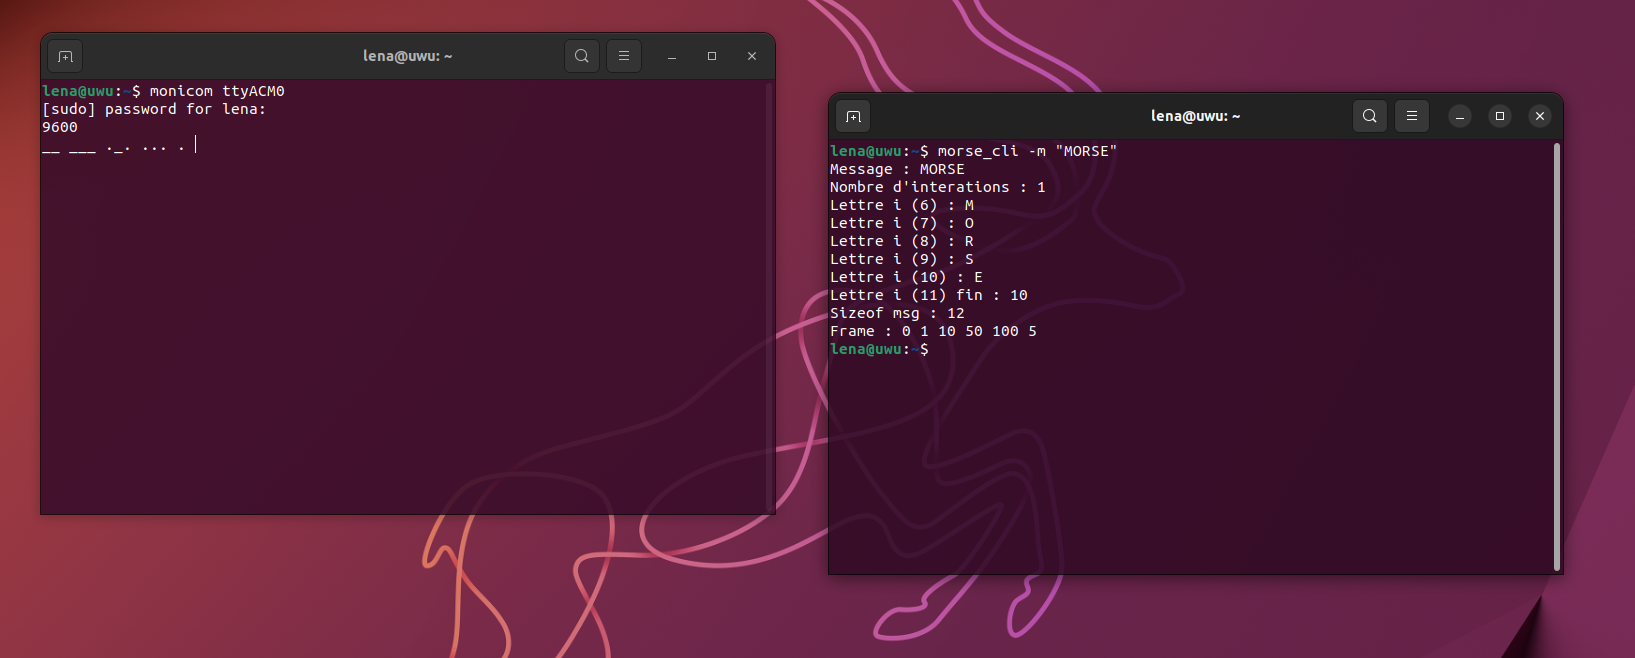 lena@uwu: ~
lena@uwu:~$ monicom ttyACM0
[sudo] password for lena:
9600
__ ___ ._. ... .
lena@uwu: ~
lena@uwu:~$ morse_cli -m "MORSE"
Message : MORSE
Nombre d'interations : 1
Lettre i (6) : M
Lettre i (7) : O
Lettre i (8) : R
Lettre i (9) : S
Lettre i (10) : E
Lettre i (11) fin : 10
Sizeof msg : 12
Frame : 0 1 10 50 100 5
lena@uwu:~$